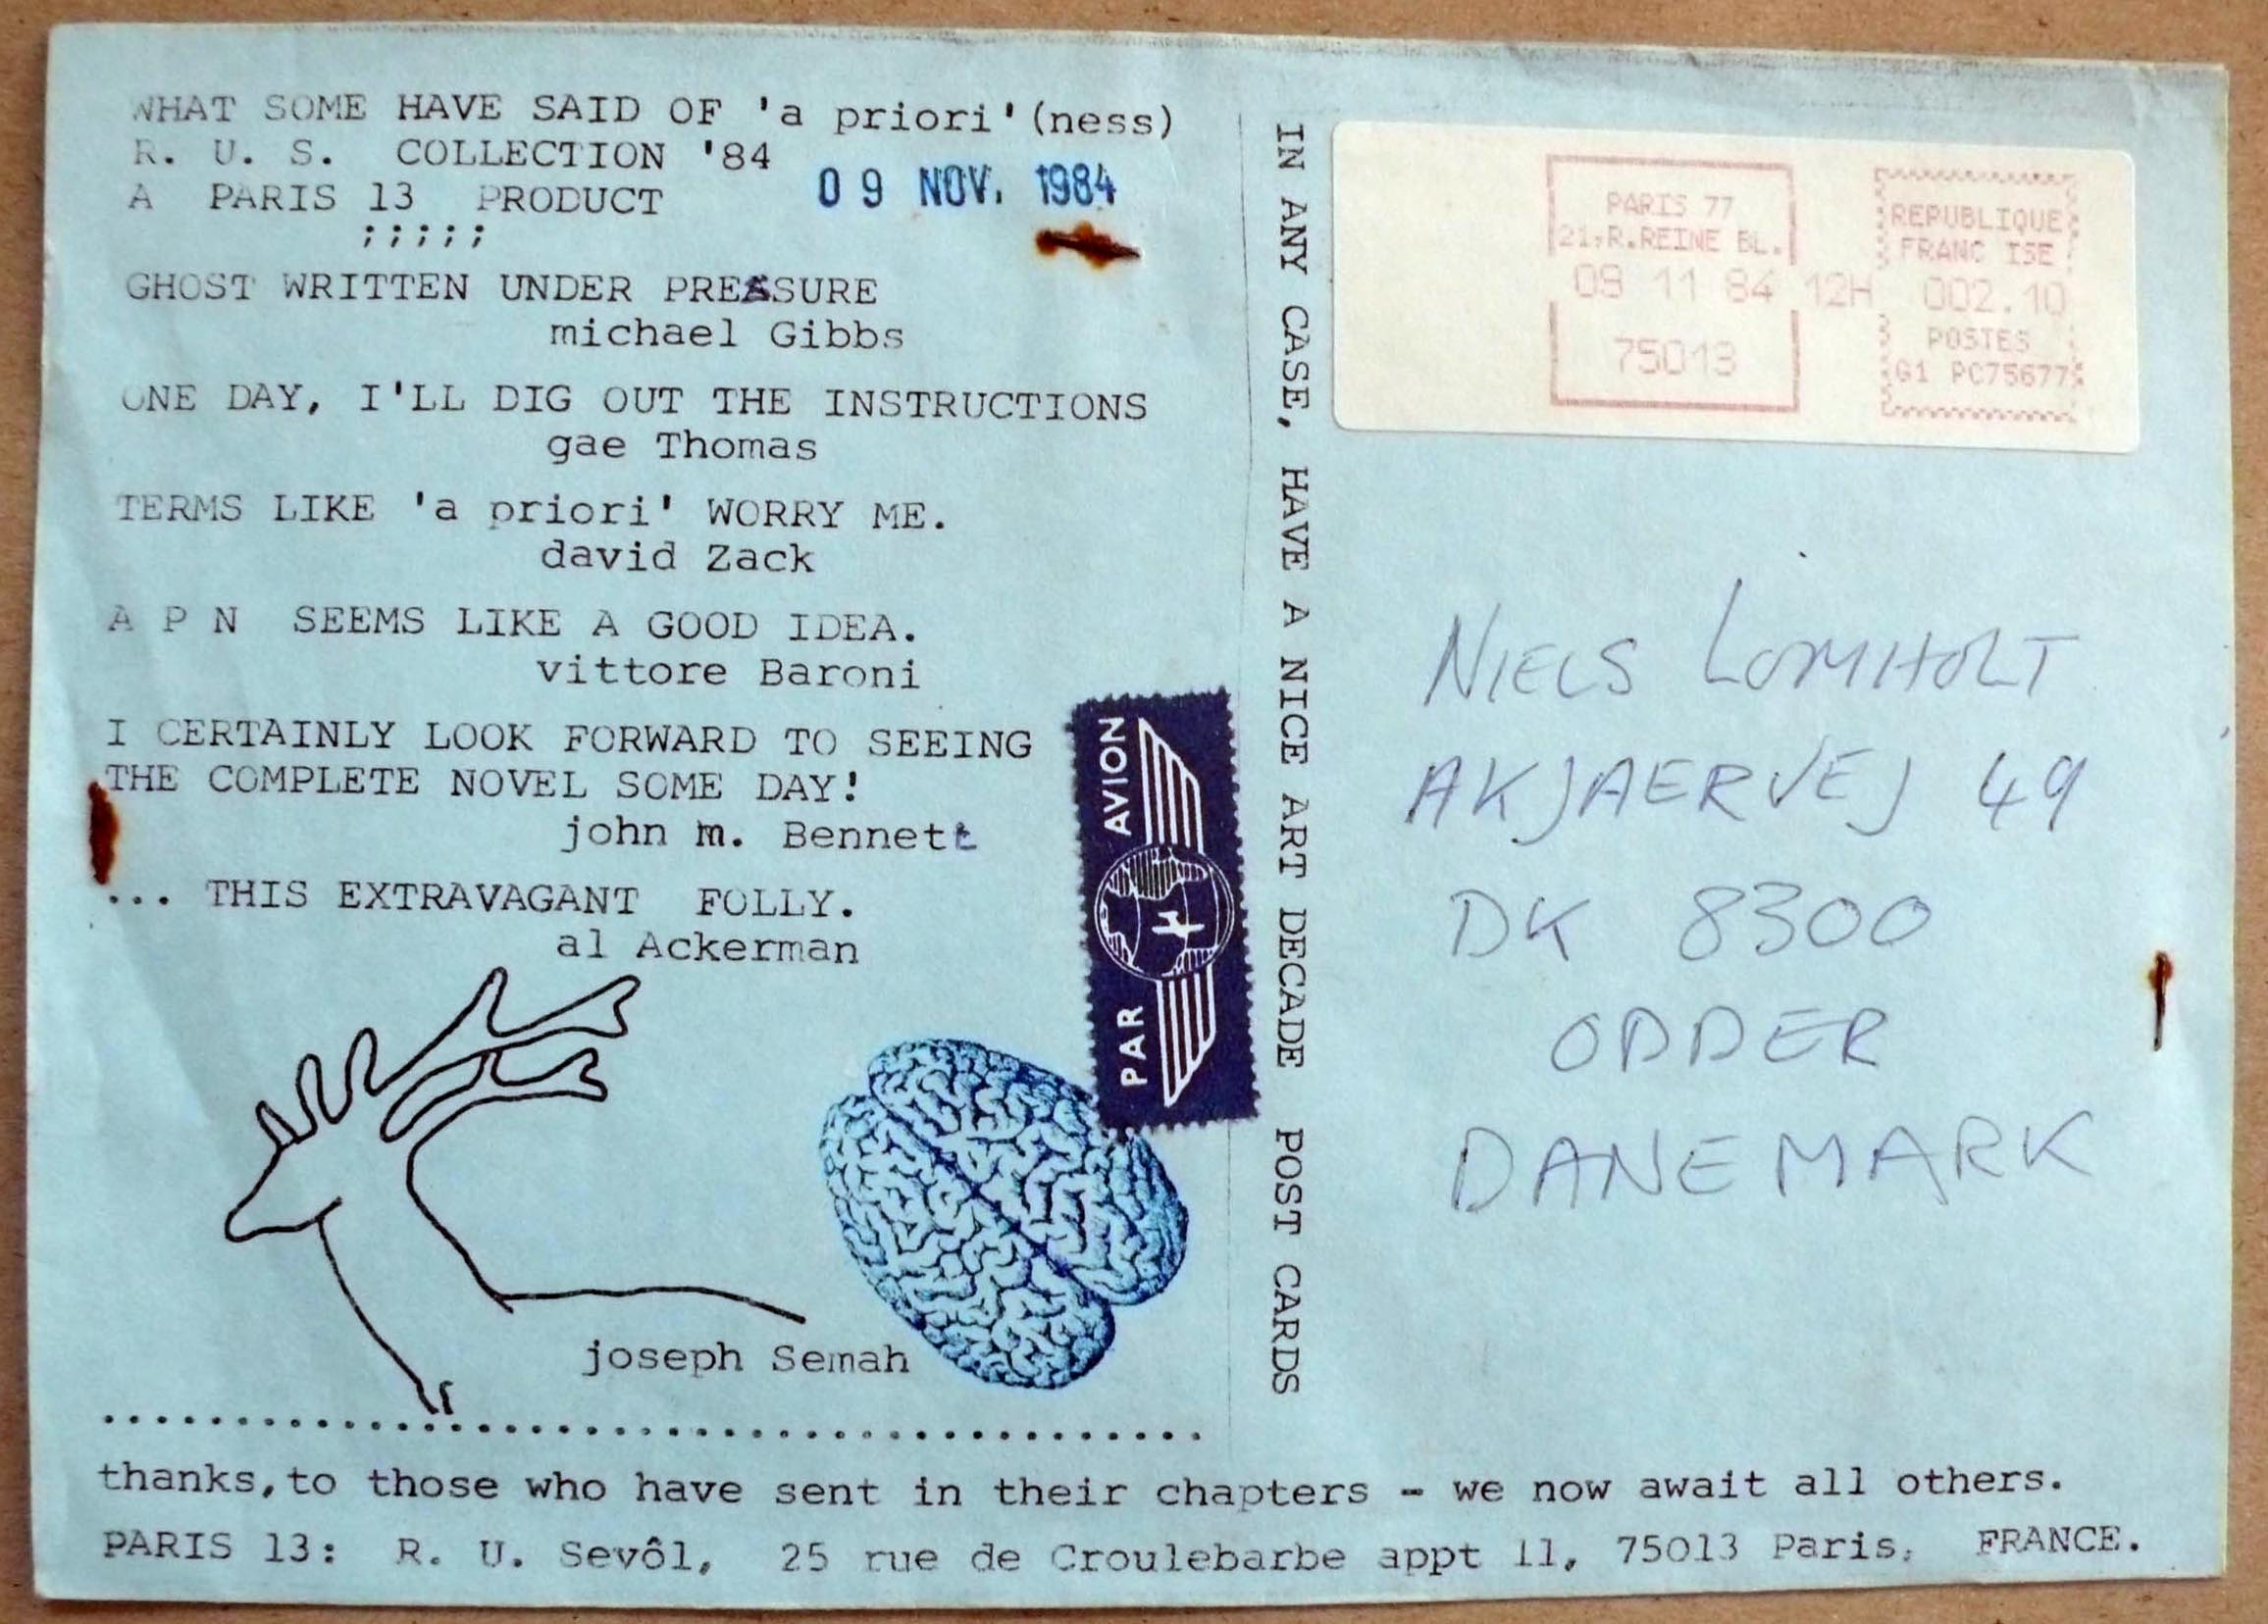 WHAT SOME HAVE SAID OF 'a priori'(ness)
R. U. S. COLLECTION '84
A PARIS 13 PRODUCT
;;;;;
09 NOV. 1984
GHOST WRITTEN UNDER PRESSURE
michael Gibbs
ONE DAY, I'LL DIG OUT THE INSTRUCTIONS
gae Thomas
TERMS LIKE 'a priori' WORRY ME.
david Zack
A P N SEEMS LIKE A GOOD IDEA.
vittore Baroni
I CERTAINLY LOOK FORWARD TO SEEING
THE COMPLETE NOVEL SOME DAY!
john m. Bennett
... THIS EXTRAVAGANT FOLLY.
al Ackerman
joseph Semah
PAR AVION
IN ANY CASE, HAVE A NICE ART DECADE POST CARDS
PARIS 77
21,R.REINE BL.
09 11 84 12H
75013
REPUBLIQUE
FRANC ISE
002.10
POSTES
G1 PC75677
NIELS LOMHOLT
AKJAERVEJ 49
DK 8300
ODDER
DANEMARK
thanks, to those who have sent in their chapters - we now await all others.
PARIS 13: R. U. Sevôl, 25 rue de Croulebarbe appt 11, 75013 Paris, FRANCE.